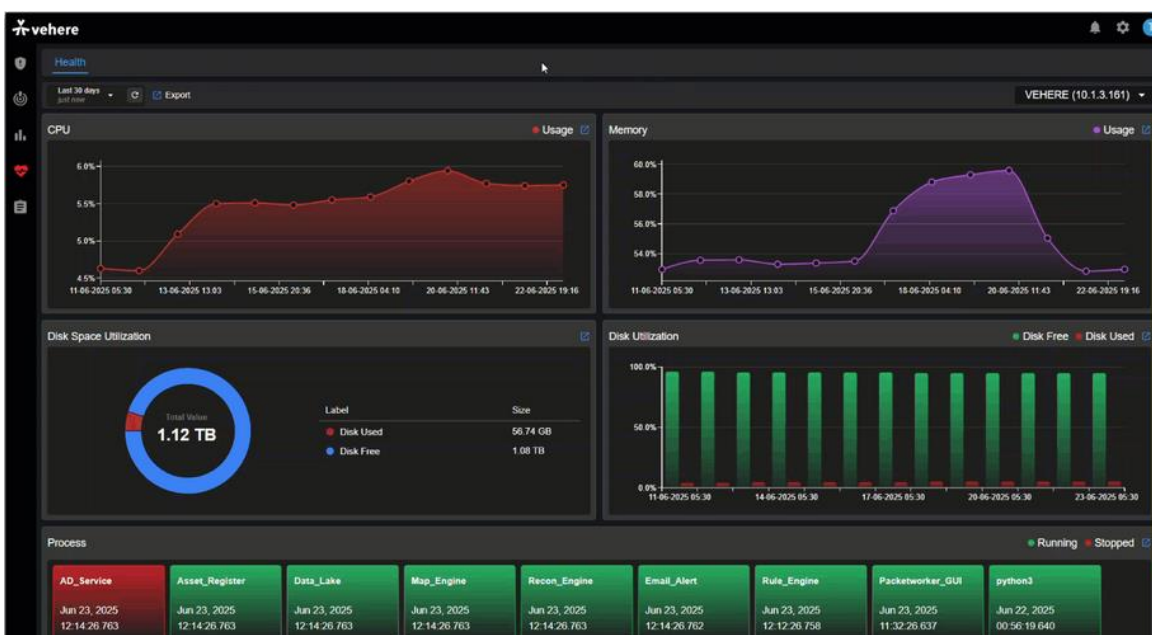 vehere
Health
Last 30 days
just now
Export
VEHERE (10.1.3.161)
CPU
Usage
6.0%
5.5%
5.0%
4.5%
11-06-2025 05:30 13-06-2025 13:03 15-06-2025 20:36 18-06-2025 04:10 20-06-2025 11:43 22-06-2025 19:16
Memory
Usage
60.0%
58.0%
56.0%
54.0%
11-06-2025 05:30 13-06-2025 13:03 15-06-2025 20:36 18-06-2025 04:10 20-06-2025 11:43 22-06-2025 19:16
Disk Space Utilization
Total Value
1.12 TB
Label Size
Disk Used 56.74 GB
Disk Free 1.08 TB
Disk Utilization
Disk Free Disk Used
100.0%
50.0%
0.0%
11-06-2025 05:30 14-06-2025 05:30 17-06-2025 05:30 20-06-2025 05:30 23-06-2025 05:30
Process
Running Stopped
AD_Service Asset_Register Data_Lake Map_Engine Recon_Engine Email_Alert Rule_Engine Packetworker_GUI python3
Jun 23, 2025 Jun 23, 2025 Jun 23, 2025 Jun 23, 2025 Jun 23, 2025 Jun 23, 2025 Jun 23, 2025 Jun 23, 2025 Jun 22, 2025
12:14:26.763 12:14:26.763 12:14:26.763 12:14:26.763 12:14:26.763 12:14:26.762 12:12:26.758 11:32:26.637 00:56:19.640